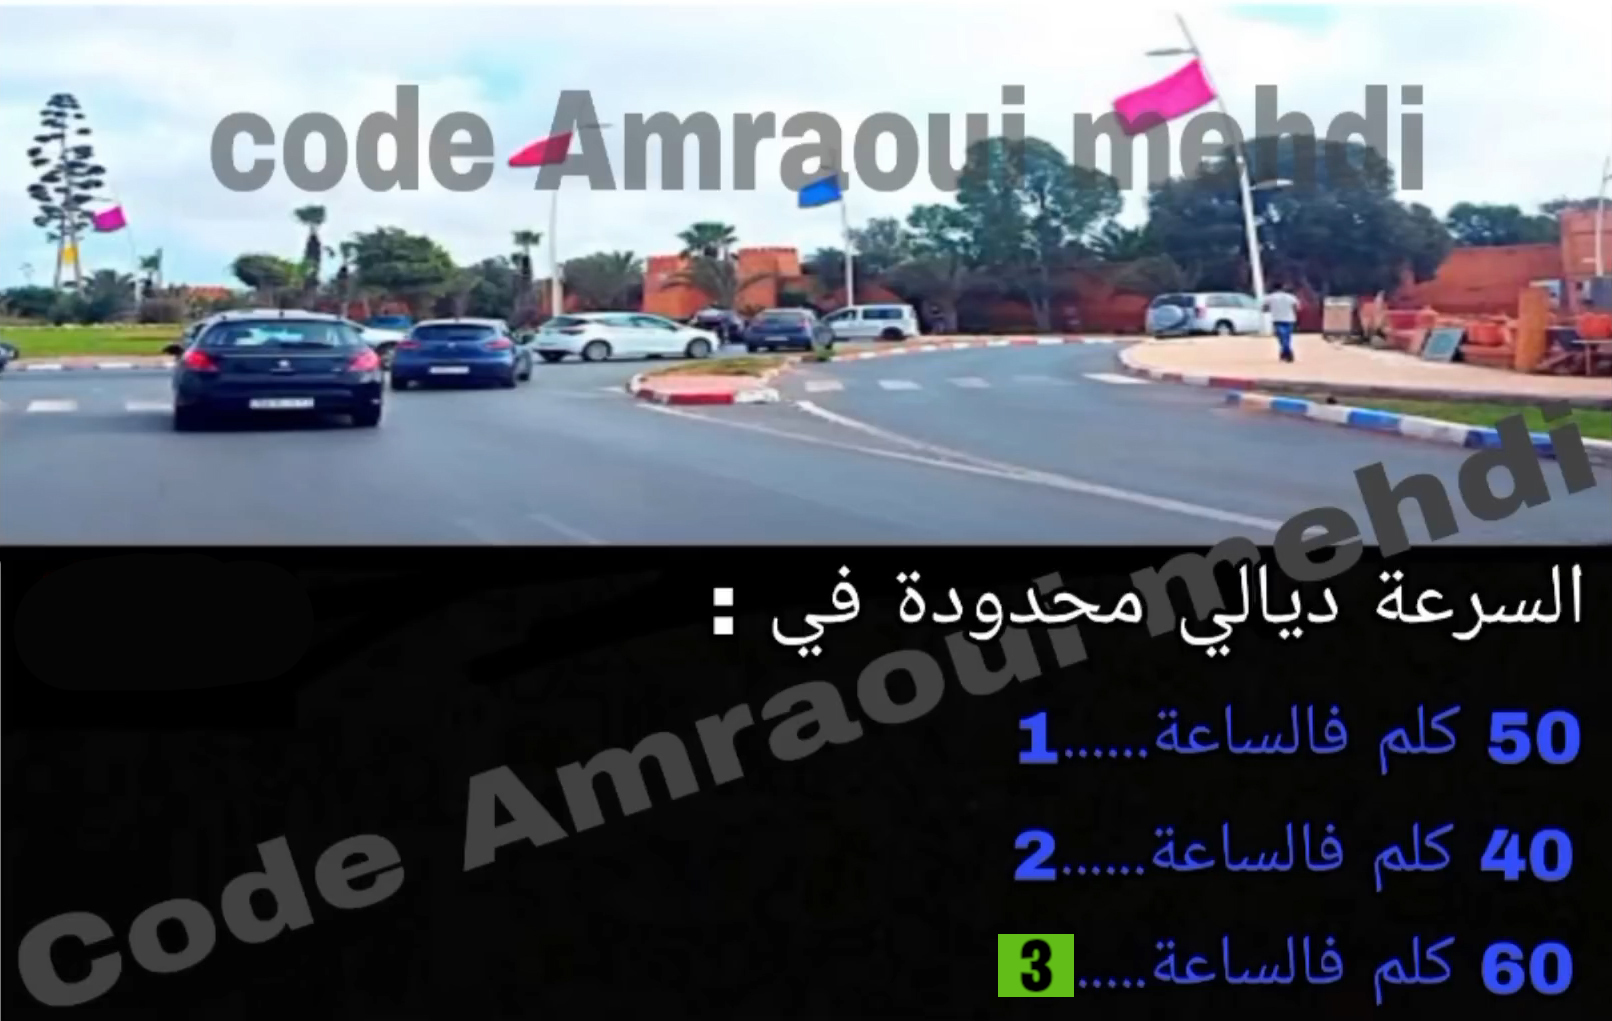 code Amraoui mehdi
السرعة ديالي محدودة في :
50 كلم فالساعة......1
40 كلم فالساعة......2
60 كلم فالساعة.....3
Code Amraoui mehdi